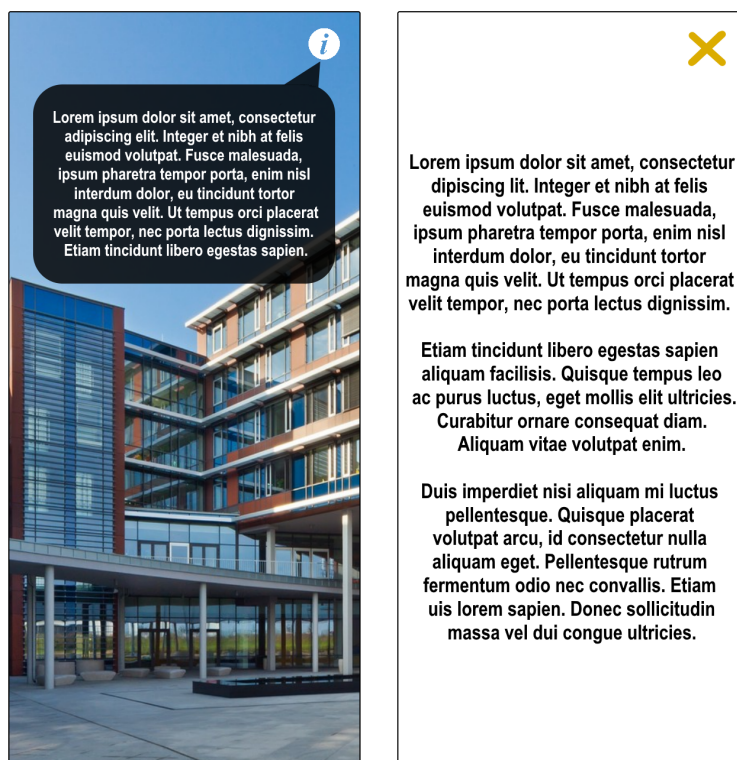 i
Lorem ipsum dolor sit amet, consectetur
adipiscing elit. Integer et nibh at felis
euismod volutpat. Fusce malesuada,
ipsum pharetra tempor porta, enim nisl
interdum dolor, eu tincidunt tortor
magna quis velit. Ut tempus orci placerat
velit tempor, nec porta lectus dignissim.
Etiam tincidunt libero egestas sapien.
Lorem ipsum dolor sit amet, consectetur
dipiscing lit. Integer et nibh at felis
euismod volutpat. Fusce malesuada,
ipsum pharetra tempor porta, enim nisl
interdum dolor, eu tincidunt tortor
magna quis velit. Ut tempus orci placerat
velit tempor, nec porta lectus dignissim.
Etiam tincidunt libero egestas sapien
aliquam facilisis. Quisque tempus leo
ac purus luctus, eget mollis elit ultricies.
Curabitur ornare consequat diam.
Aliquam vitae volutpat enim.
Duis imperdiet nisi aliquam mi luctus
pellentesque. Quisque placerat
volutpat arcu, id consectetur nulla
aliquam eget. Pellentesque rutrum
fermentum odio nec convallis. Etiam
uis lorem sapien. Donec sollicitudin
massa vel dui congue ultricies.